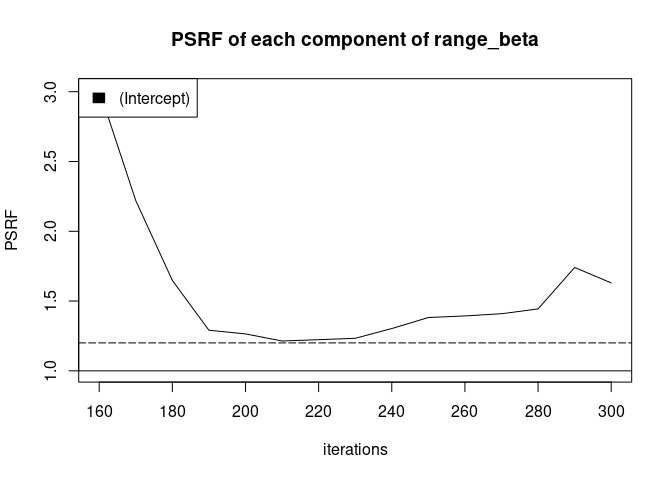 PSRF of each component of range_beta
(Intercept)
PSRF
3.0
2.5
2.0
1.5
1.0
160 180 200 220 240 260 280 300
iterations